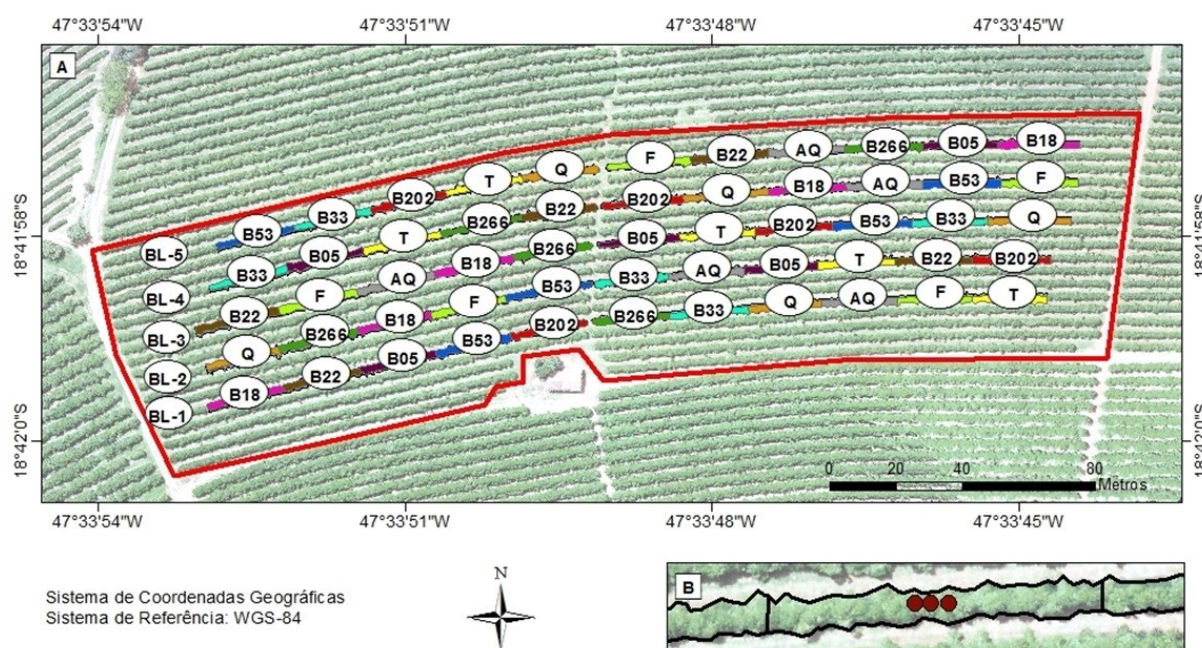 47°33'54"W 47°33'51"W 47°33'48"W 47°33'45"W
A
BL-5 B53 B33 B202 T Q F B22 AQ B266 B05 B18
BL-4 B33 B05 T B266 B22 B202 Q B18 AQ B53 F
BL-3 B22 F AQ B18 B266 B05 T B202 B53 B33 Q
BL-2 Q B266 B18 F B53 B33 AQ B05 T B22 B202
BL-1 B18 B22 B05 B53 B202 B266 B33 Q AQ F T
18°41'58"S 18°41'58"S
18°42'0"S 18°42'0"S
0 20 40 80
Metros
47°33'54"W 47°33'51"W 47°33'48"W 47°33'45"W
Sistema de Coordenadas Geográficas
Sistema de Referência: WGS-84
N
B